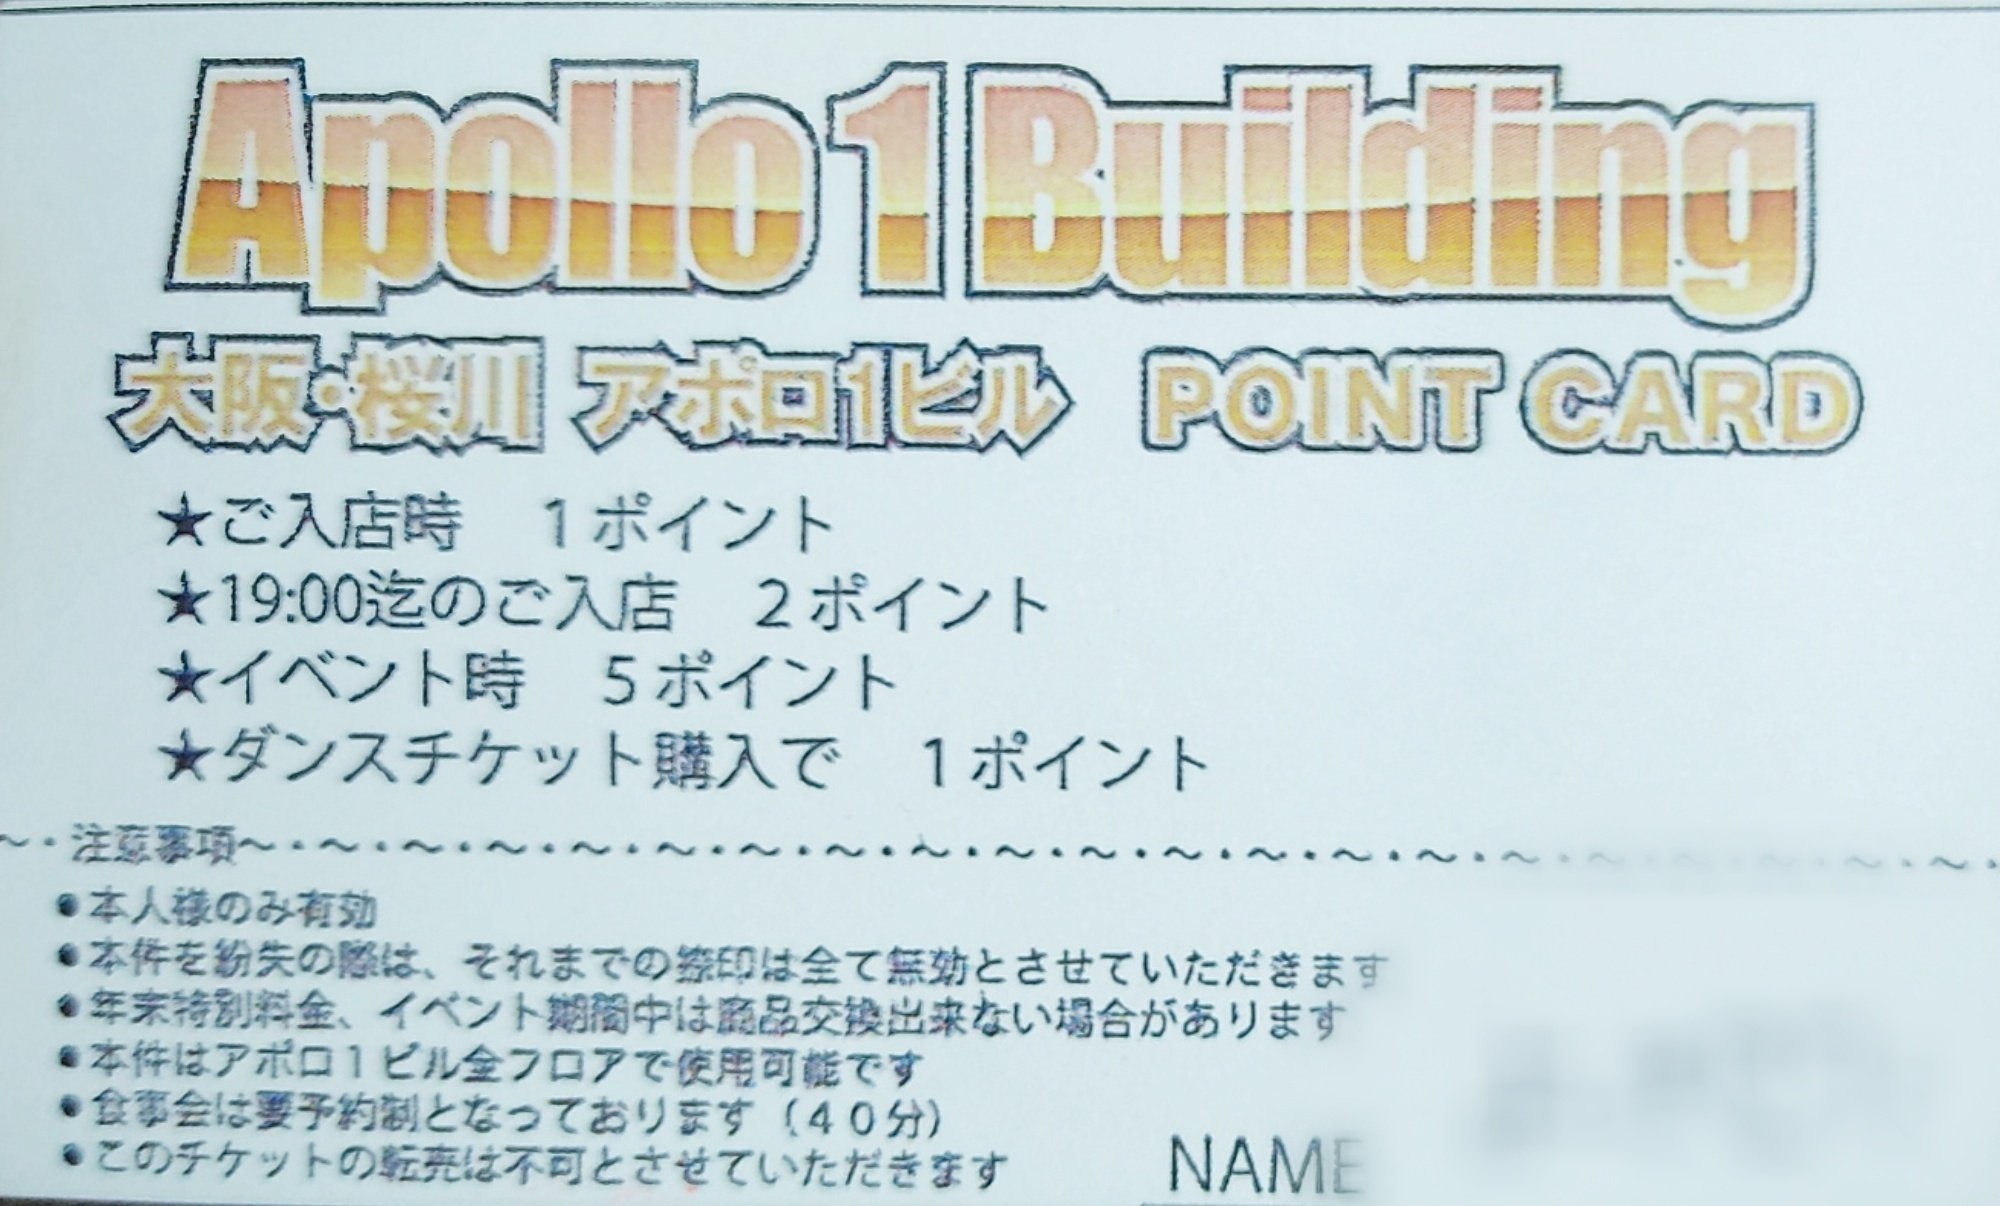 Apollo 1 Building
大阪・桜川 アポロ1ビル POINT CARD
★ご入店時 1ポイント
★19:00迄のご入店 2ポイント
★イベント時 5ポイント
★ダンスチケット購入で 1ポイント
～・注意事項～・～・～・～・～・～・～・～・～・～・～・～・～・～・～・～・～・～・～・～・～・
●本人様のみ有効
●本件を紛失の際は、それまでの捺印は全て無効とさせていただきます
●年末特別料金、イベント期間中は商品交換出来ない場合があります
●本件はアポロ1ビル全フロアで使用可能です
●食事会は要予約制となっております（40分）
●このチケットの転売は不可とさせていただきます
NAME